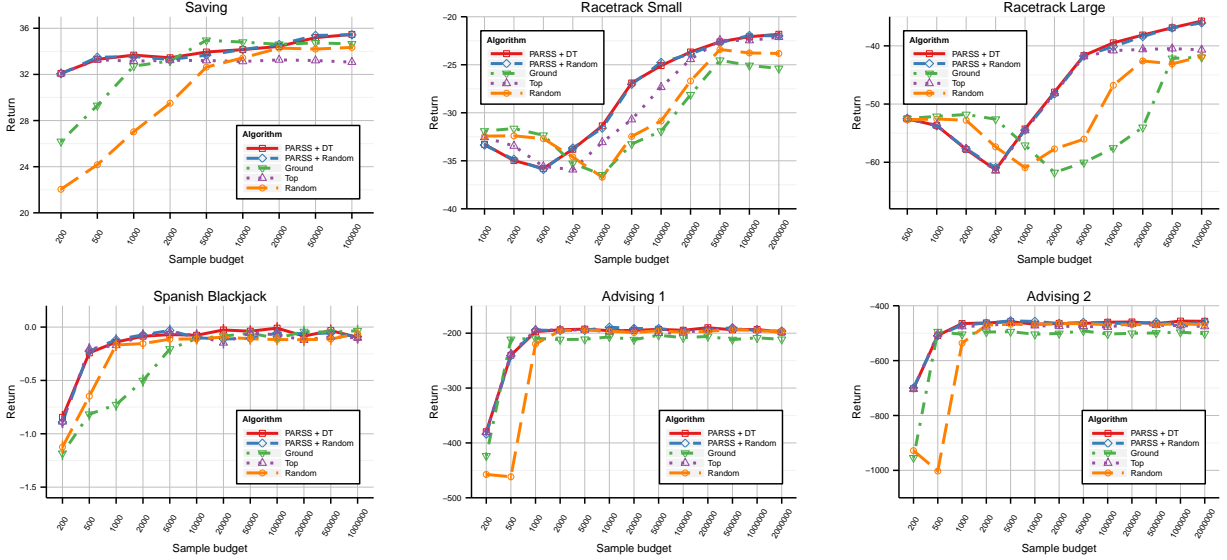 Saving
Return
36
32
28
24
20
Algorithm
PARSS + DT
PARSS + Random
Ground
Top
Random
200
500
1000
2000
5000
10000
20000
50000
100000
Sample budget
Racetrack Small
Return
−20
−25
−30
−35
−40
Algorithm
PARSS + DT
PARSS + Random
Ground
Top
Random
1000
2000
5000
10000
20000
50000
100000
200000
500000
1000000
2000000
Sample budget
Racetrack Large
Return
−40
−50
−60
Algorithm
PARSS + DT
PARSS + Random
Ground
Top
Random
500
1000
2000
5000
10000
20000
50000
100000
200000
500000
1000000
Sample budget
Spanish Blackjack
Return
0.0
−0.5
−1.0
−1.5
Algorithm
PARSS + DT
PARSS + Random
Ground
Top
Random
200
500
1000
2000
5000
10000
20000
50000
10000
20000
50000
100000
Sample budget
Advising 1
Return
−200
−300
−400
−500
Algorithm
PARSS + DT
PARSS + Random
Ground
Top
Random
200
500
1000
2000
5000
10000
20000
50000
100000
200000
500000
1000000
2000000
Sample budget
Advising 2
Return
−400
−600
−800
−1000
Algorithm
PARSS + DT
PARSS + Random
Ground
Top
Random
200
500
1000
2000
5000
10000
20000
50000
100000
200000
500000
1000000
2000000
Sample budget